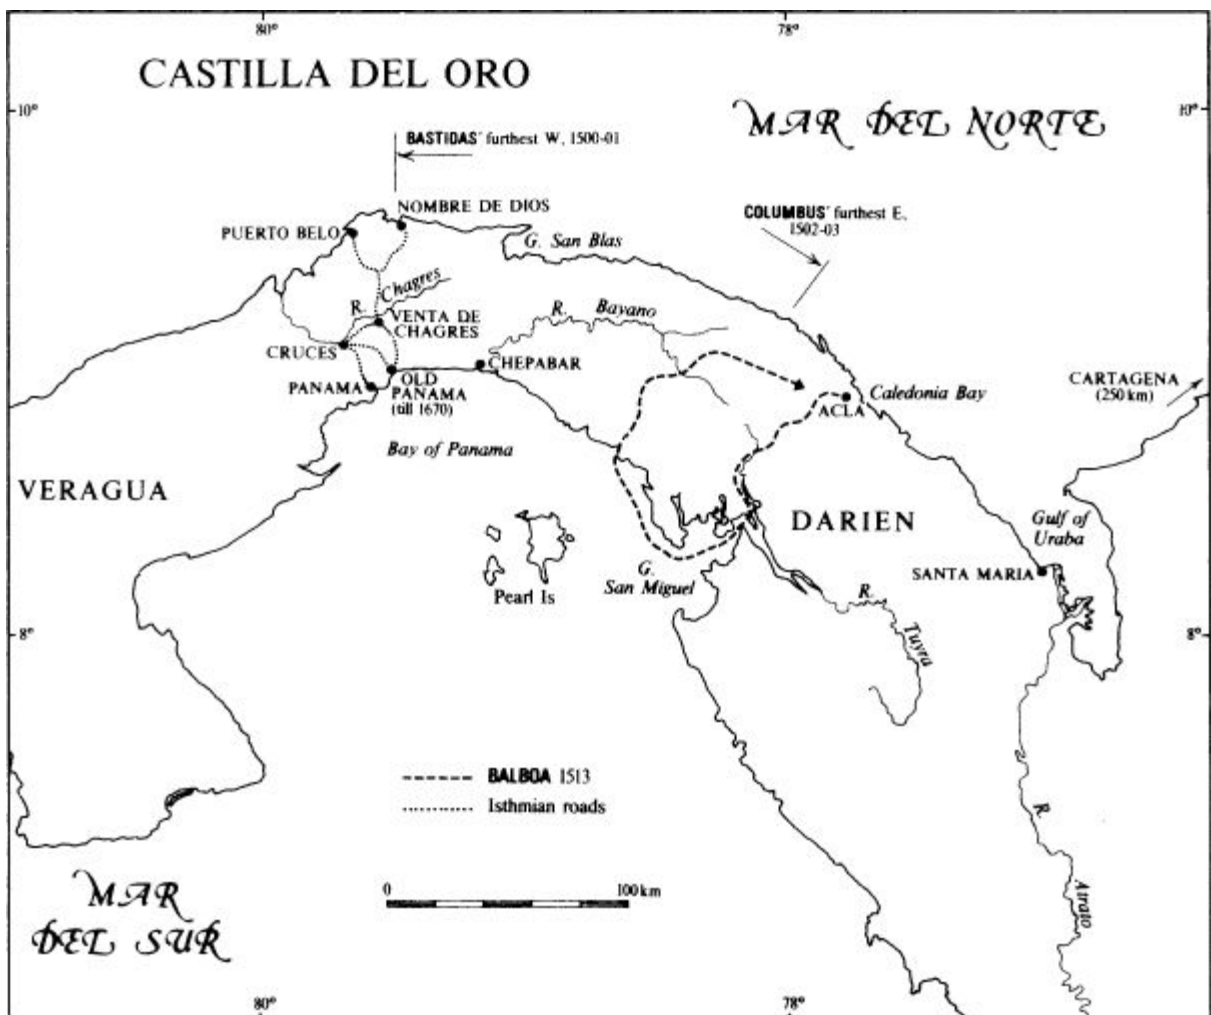 80°
78°
CASTILLA DEL ORO
10°
MAR DEL NORTE
10°
BASTIDAS' furthest W, 1500-01
NOMBRE DE DIOS
COLUMBUS' furthest E,
1502-03
PUERTO BELO
G. San Blas
R. Chagres
R. Bayano
VENTA DE
CHAGRES
CRUCES
CHEPABAR
PANAMA
OLD
PANAMA
(till 1670)
CARTAGENA
(250 km)
Caledonia Bay
ACLA
Bay of Panama
VERAGUA
DARIEN
Gulf of
Uraba
G.
San Miguel
SANTA MARIA
Pearl Is
R. Tuyra
8°
8°
BALBOA 1513
Isthmian roads
R. Atrato
0
100 km
MAR
DEL SUR
80°
78°